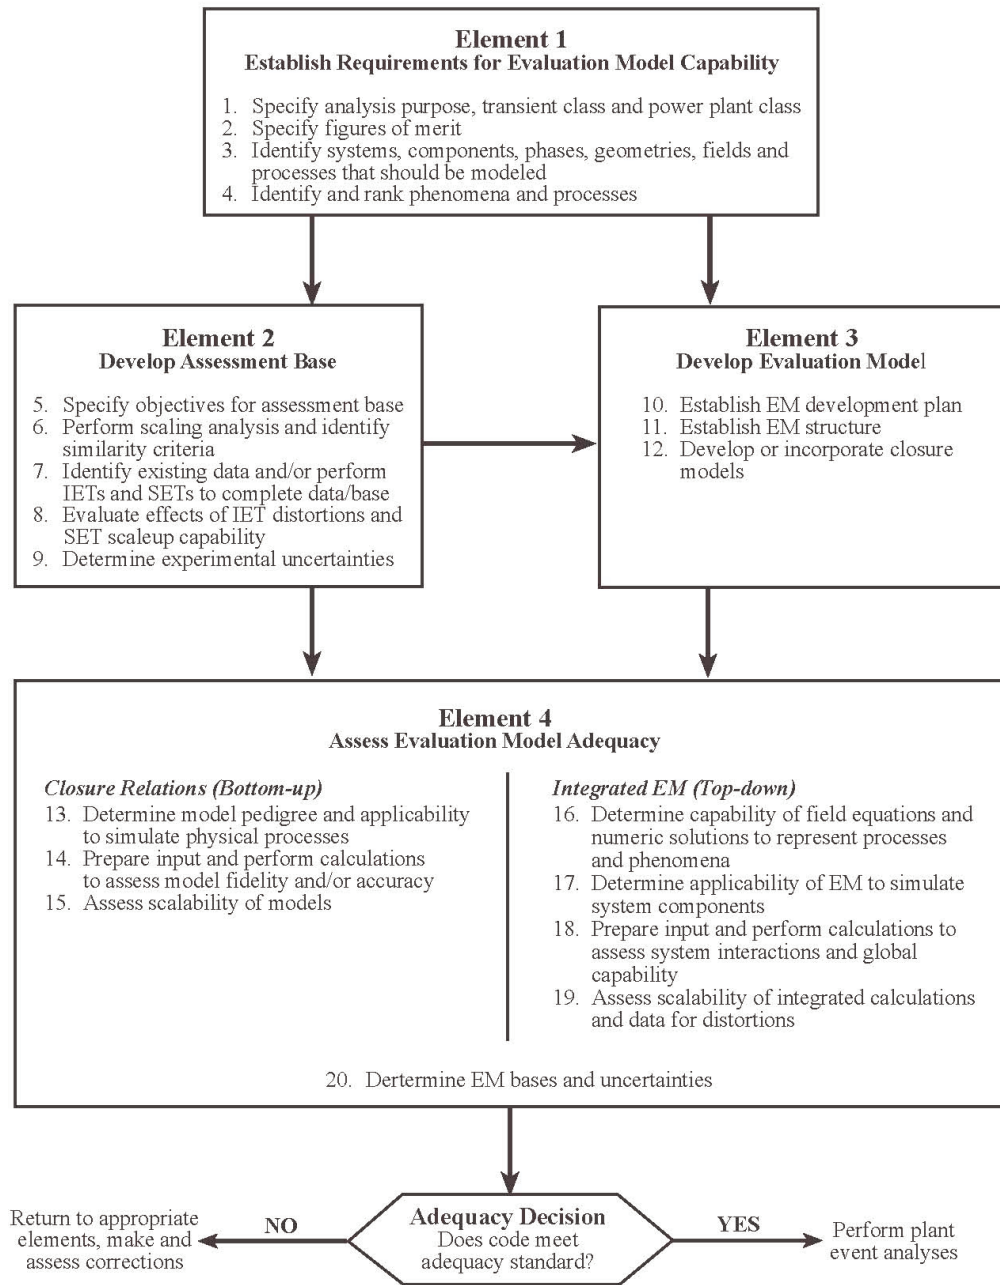 Element 1
Establish Requirements for Evaluation Model Capability
1. Specify analysis purpose, transient class and power plant class
2. Specify figures of merit
3. Identify systems, components, phases, geometries, fields and
processes that should be modeled
4. Identify and rank phenomena and processes
Element 2
Develop Assessment Base
5. Specify objectives for assessment base
6. Perform scaling analysis and identify
similarity criteria
7. Identify existing data and/or perform
IETs and SETs to complete data/base
8. Evaluate effects of IET distortions and
SET scaleup capability
9. Determine experimental uncertainties
Element 3
Develop Evaluation Model
10. Establish EM development plan
11. Establish EM structure
12. Develop or incorporate closure
models
Element 4
Assess Evaluation Model Adequacy
Closure Relations (Bottom-up)
13. Determine model pedigree and applicability
to simulate physical processes
14. Prepare input and perform calculations
to assess model fidelity and/or accuracy
15. Assess scalability of models
Integrated EM (Top-down)
16. Determine capability of field equations and
numeric solutions to represent processes
and phenomena
17. Determine applicability of EM to simulate
system components
18. Prepare input and perform calculations to
assess system interactions and global
capability
19. Assess scalability of integrated calculations
and data for distortions
20. Dertermine EM bases and uncertainties
Return to appropriate
elements, make and
assess corrections
NO
Adequacy Decision
Does code meet
adequacy standard?
YES
Perform plant
event analyses